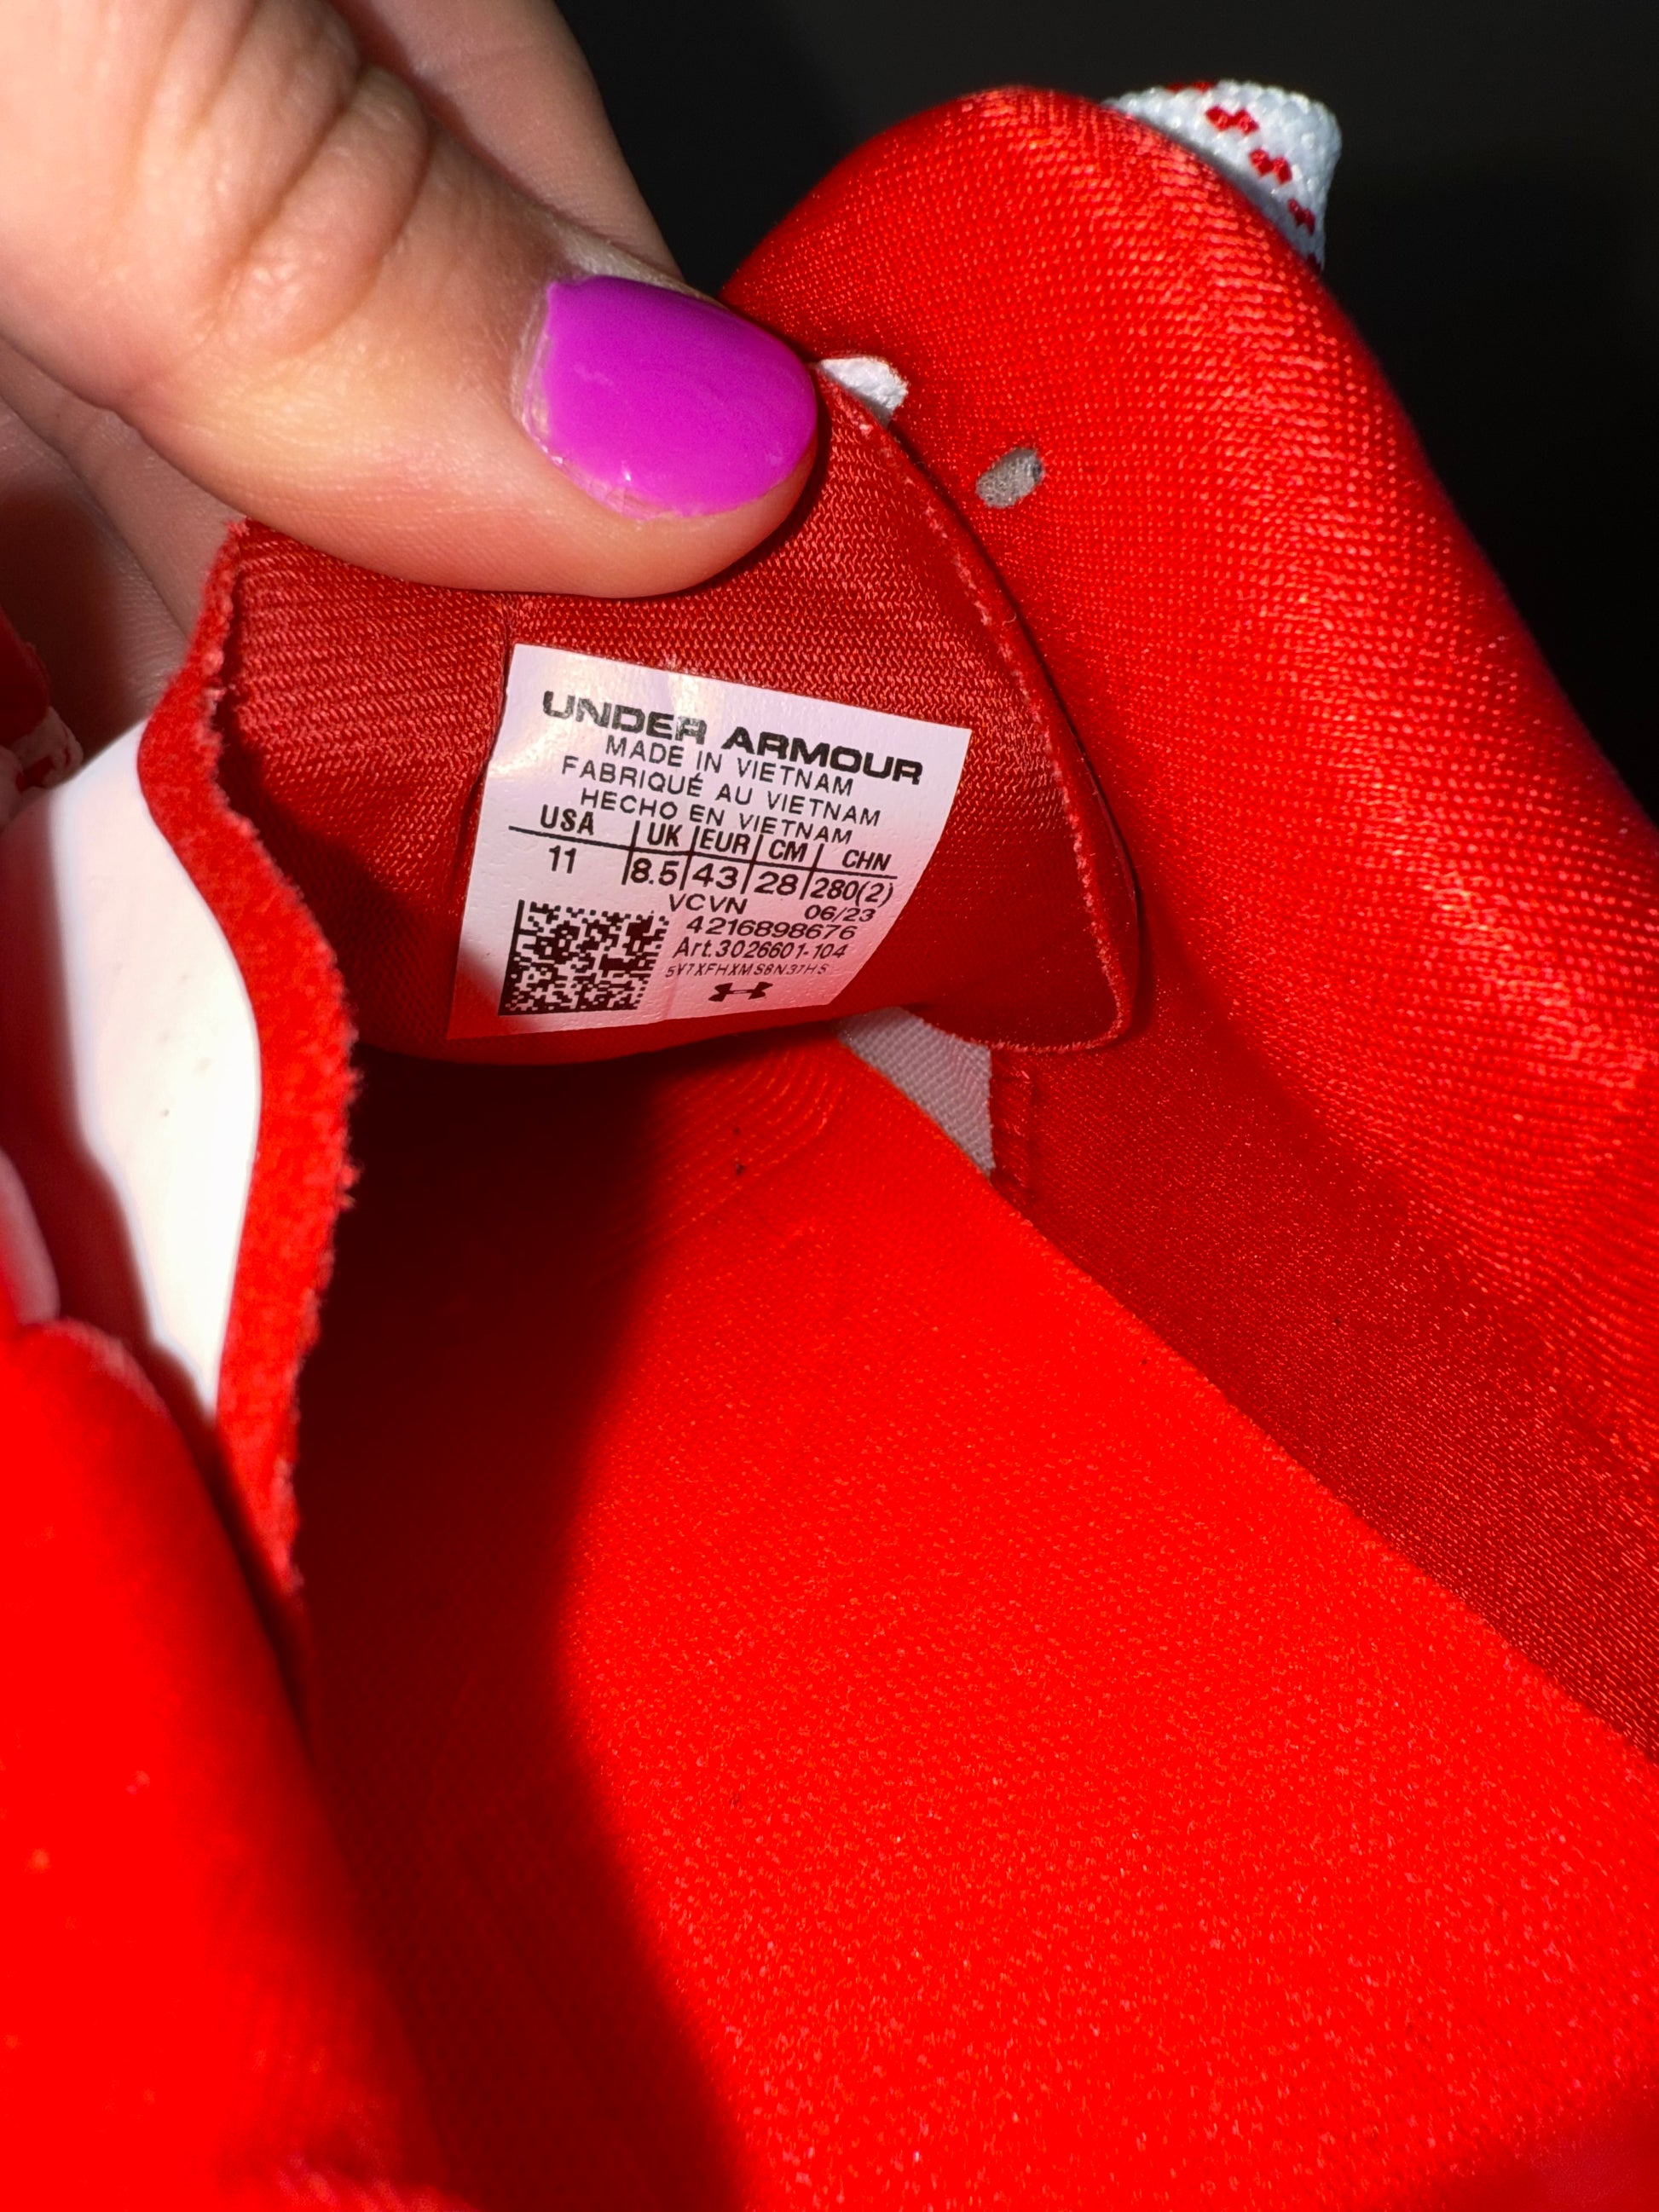 UNDER ARMOUR
MADE IN VIETNAM
FABRIQUÉ AU VIETNAM
HECHO EN VIETNAM
USA UK EUR CM CHN
11 8.5 43 28 280(2)
VCVN 06/23
4216898676
Art.3026601-104
5V7XFHXMS6N37HS